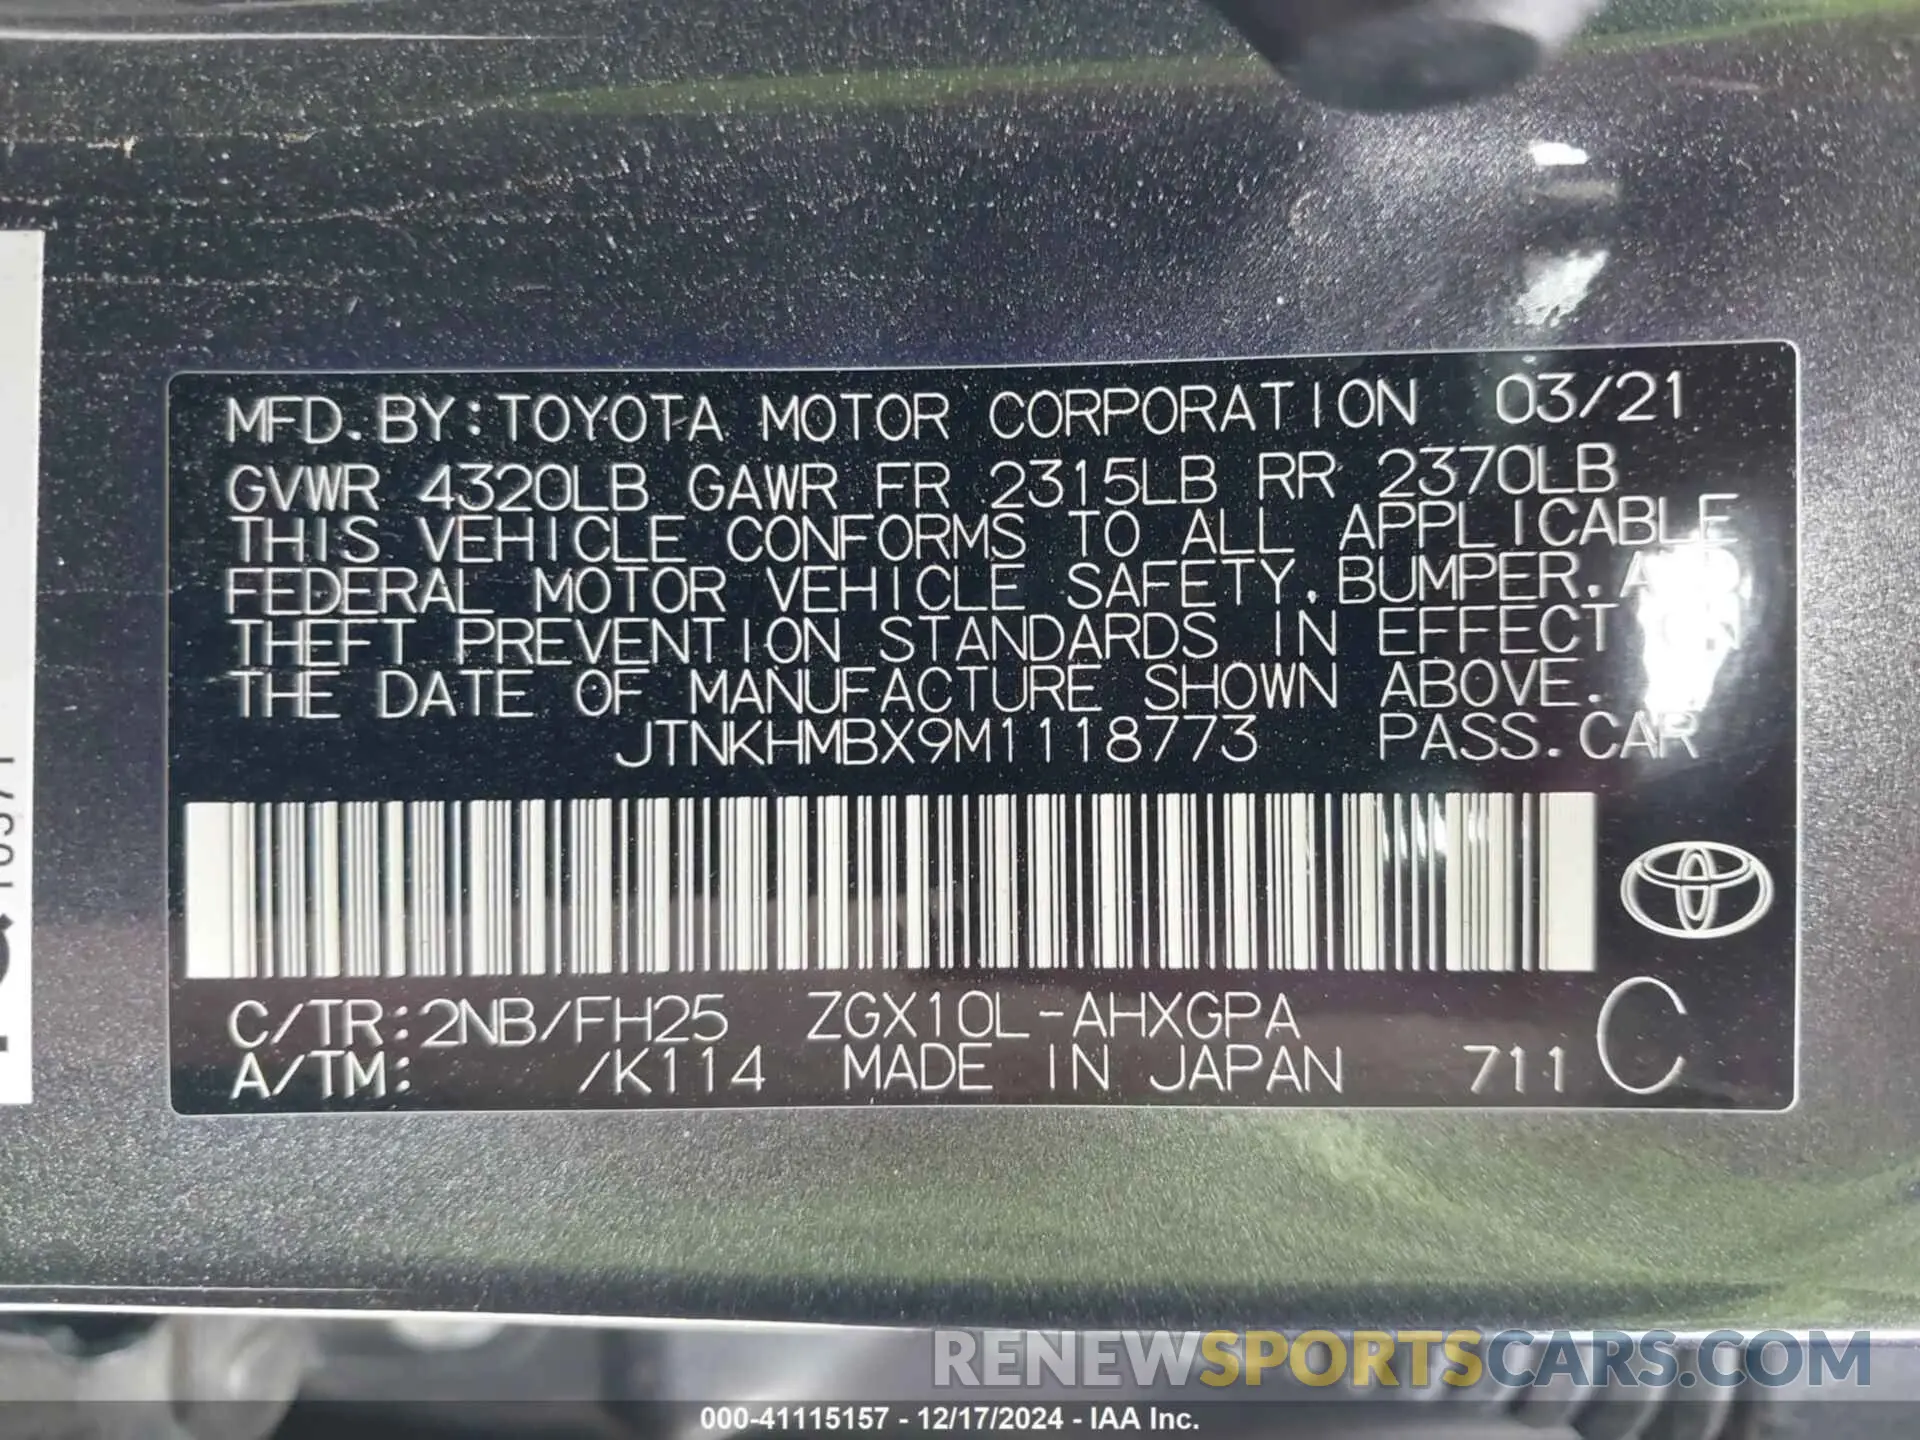 MFD.BY:TOYOTA MOTOR CORPORATION 03/21
GVWR 4320LB GAWR FR 2315LB RR 2370LB
THIS VEHICLE CONFORMS TO ALL APPLICABLE
FEDERAL MOTOR VEHICLE SAFETY, BUMPER, AND
THEFT PREVENTION STANDARDS IN EFFECT ON
THE DATE OF MANUFACTURE SHOWN ABOVE.
JTNKHMBX9M1118773 PASS.CAR
C/TR:2NB/FH25 ZGX10L-AHXGPA
A/TM: /K114 MADE IN JAPAN 711 C
RENEWSPORTSCARS.COM
000-41115157 - 12/17/2024 - IAA Inc.